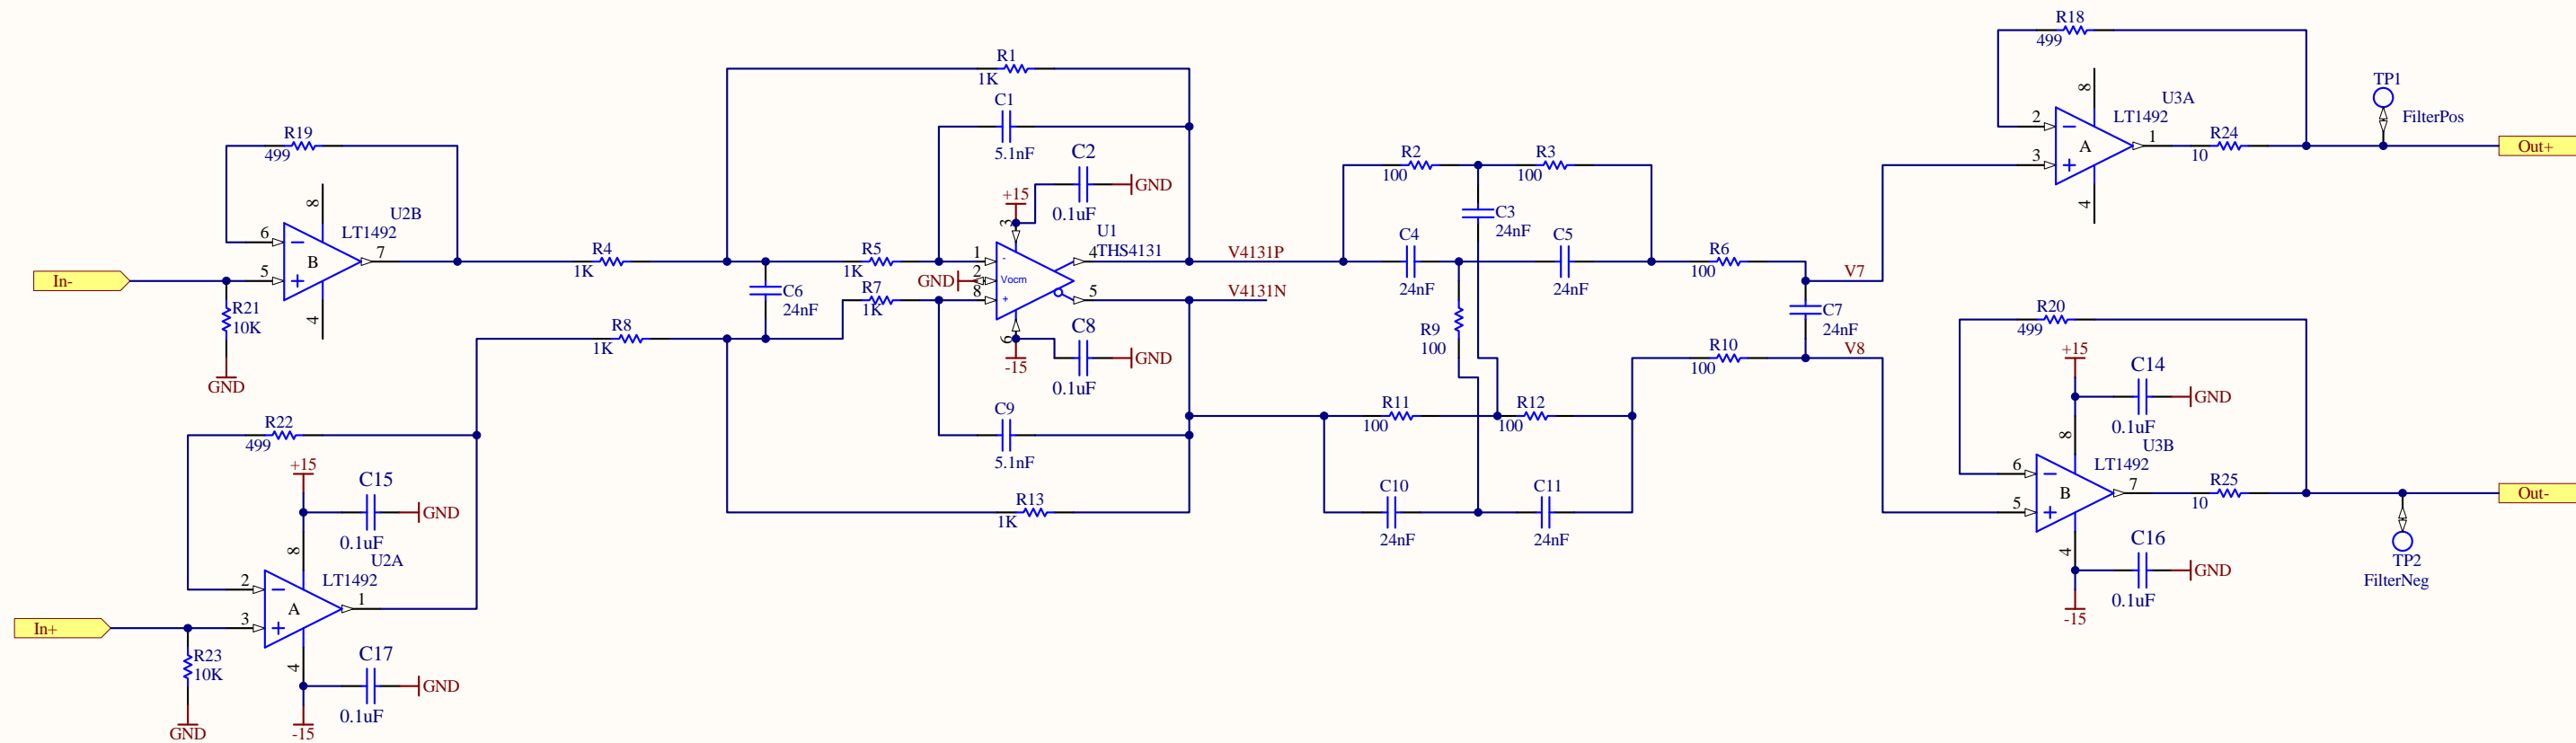 R18
499
8
U3A
LT1492
2
3
A
1
4
R24
10
TP1
FilterPos
Out+
R1
1K
C1
5.1nF
C2
0.1uF
GND
+15
3
U1
THS4131
1
2
8
-
Vocm
+
4
5
6
GND
-15
C8
0.1uF
GND
V4131P
V4131N
R19
499
8
U2B
LT1492
6
5
B
7
4
In-
R21
10K
GND
R4
1K
R5
1K
R7
1K
C6
24nF
R8
1K
C9
5.1nF
R13
1K
R2
100
R3
100
C3
24nF
C4
24nF
C5
24nF
R6
100
R9
100
V7
C7
24nF
V8
R10
100
R11
100
R12
100
C10
24nF
C11
24nF
R20
499
+15
C14
GND
0.1uF
8
U3B
LT1492
6
5
B
7
4
R25
10
Out-
TP2
FilterNeg
C16
GND
0.1uF
-15
R22
499
+15
C15
GND
0.1uF
8
U2A
LT1492
2
3
A
1
4
In+
R23
10K
GND
C17
GND
0.1uF
-15